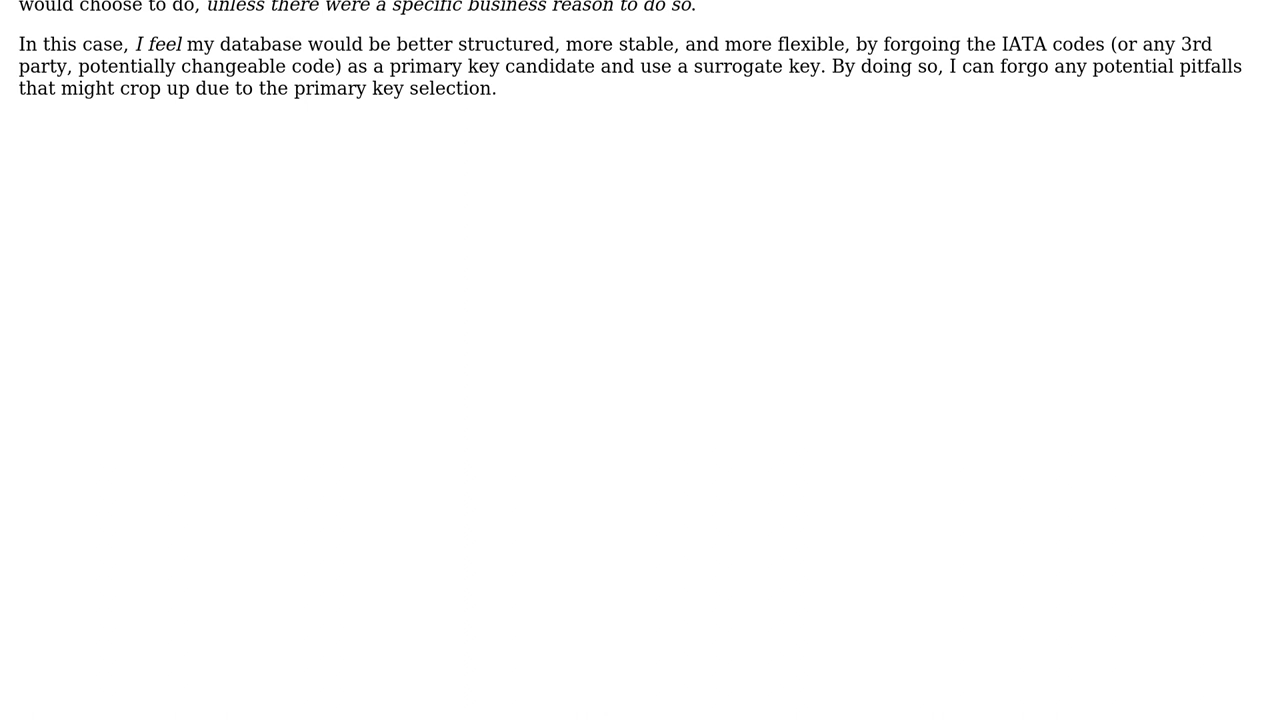 would choose to do, unless there were a specific business reason to do so.
In this case, I feel my database would be better structured, more stable, and more flexible, by forgoing the IATA codes (or any 3rd
party, potentially changeable code) as a primary key candidate and use a surrogate key. By doing so, I can forgo any potential pitfalls
that might crop up due to the primary key selection.